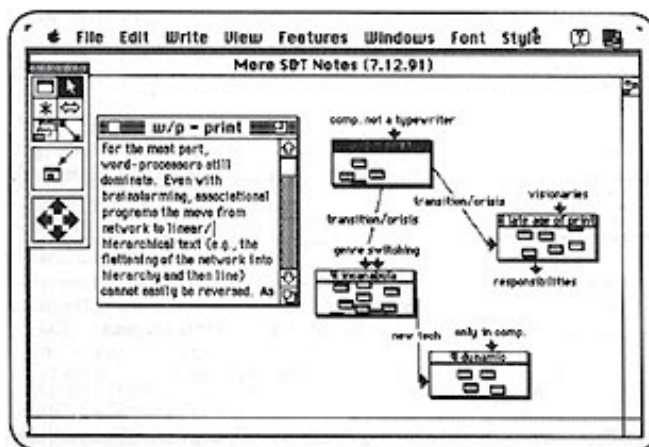 File Edit Write View Features Windows Font Style
More SDT Notes (7.12.91)
w/p = print
For the most part,
word-processors still
dominate. Even with
brainstorming, associational
programs the move from
network to linear/
hierarchical text (e.g., the
flattening of the network into
hierarchy and then line)
cannot easily be reversed. As
comp. not a typewriter
transition/crisis
transition/crisis
visionaries
late age of print
responsibilities
genre switching
incunabula
new tech
only in comp.
dynamic